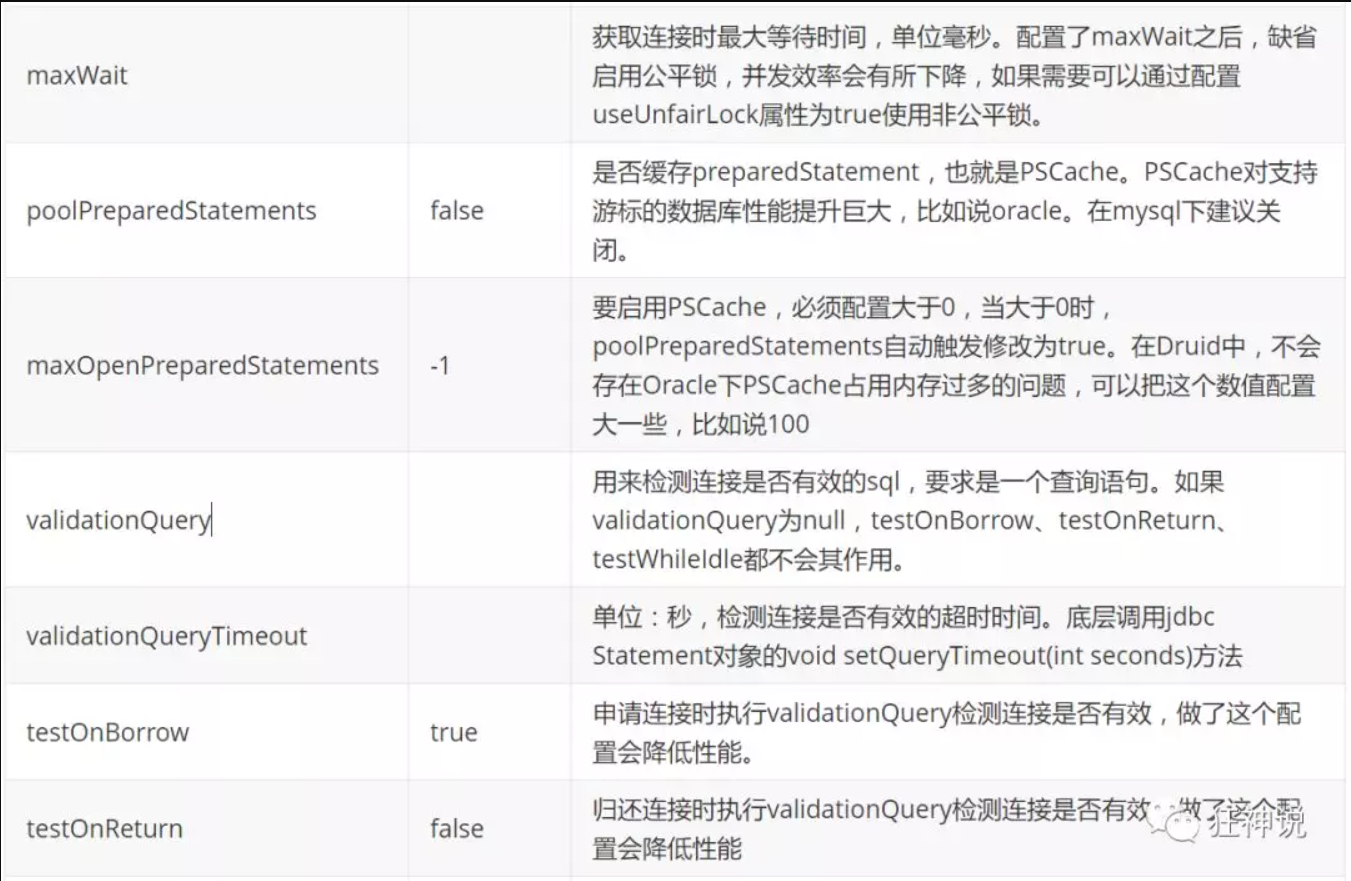 maxWait
获取连接时最大等待时间，单位毫秒。配置了maxWait之后，缺省
启用公平锁，并发效率会有所下降，如果需要可以通过配置
useUnfairLock属性为true使用非公平锁。
poolPreparedStatements
false
是否缓存preparedStatement，也就是PSCache。PSCache对支持
游标的数据库性能提升巨大，比如说oracle。在mysql下建议关
闭。
maxOpenPreparedStatements
-1
要启用PSCache，必须配置大于0，当大于0时，
poolPreparedStatements自动触发修改为true。在Druid中，不会
存在Oracle下PSCache占用内存过多的问题，可以把这个数值配置
大一些，比如说100
validationQuery
用来检测连接是否有效的sql，要求是一个查询语句。如果
validationQuery为null，testOnBorrow、testOnReturn、
testWhileIdle都不会其作用。
validationQueryTimeout
单位：秒，检测连接是否有效的超时时间。底层调用jdbc
Statement对象的void setQueryTimeout(int seconds)方法
testOnBorrow
true
申请连接时执行validationQuery检测连接是否有效，做了这个配
置会降低性能。
testOnReturn
false
归还连接时执行validationQuery检测连接是否有效，做了这个配
置会降低性能
狂神说